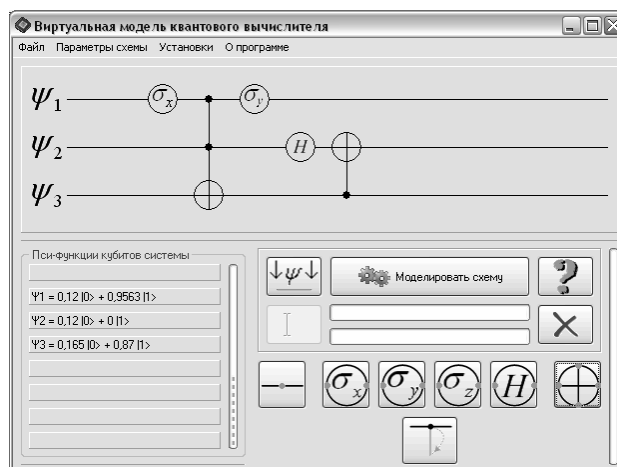 Виртуальная модель квантового вычислителя
Файл Параметры схемы Установки О программе
ψ1 σx σy
ψ2 H
ψ3
Пси-функции кубитов системы
Ψ1 = 0,12 |0> + 0,9563 |1>
Ψ2 = 0,12 |0> + 0 |1>
Ψ3 = 0,165 |0> + 0,87 |1>
↓ψ↓ Моделировать схему ?
σx σy σz H